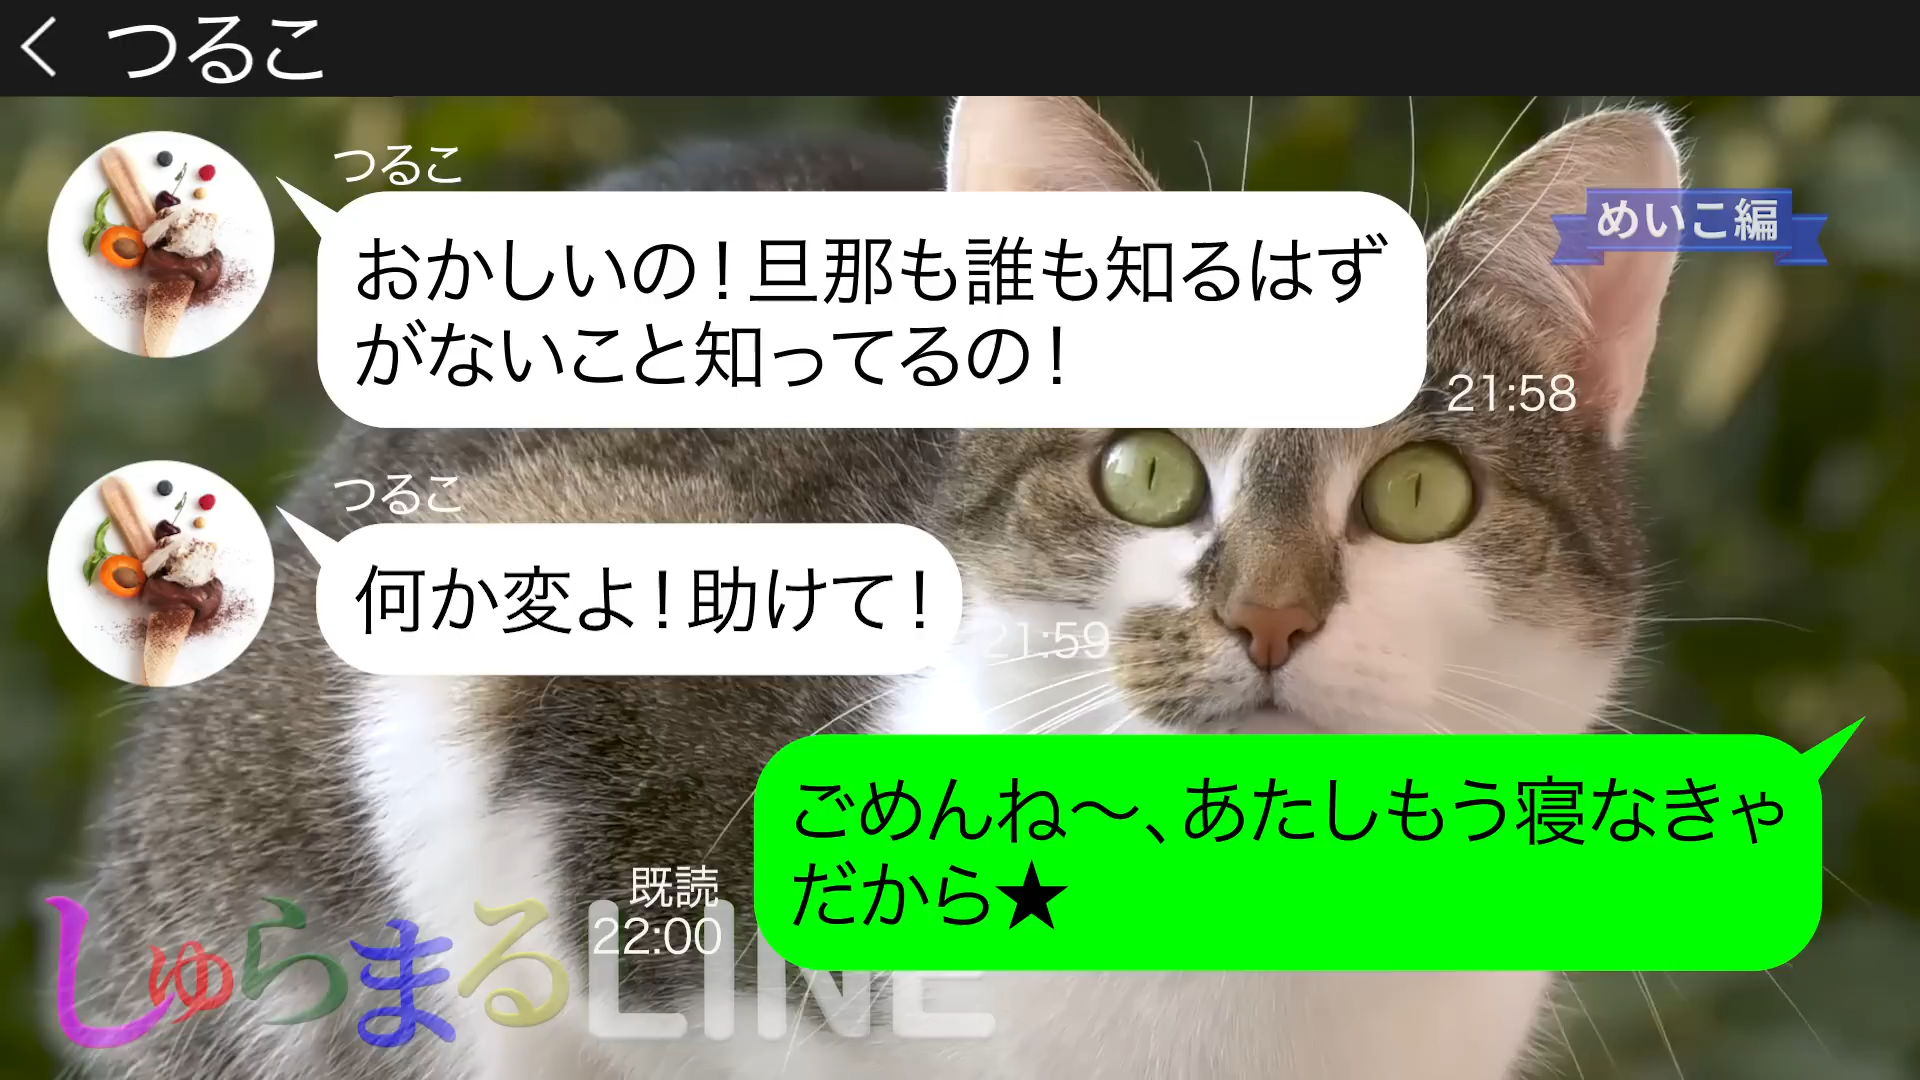 つるこ
つるこ
めいこ編
おかしいの!旦那も誰も知るはず
がないこと知ってるの!
21:58
つるこ
何か変よ!助けて!
21:59
ごめんね〜、あたしもう寝なきゃ
だから★
既読
22:00
しゅらまるLINE